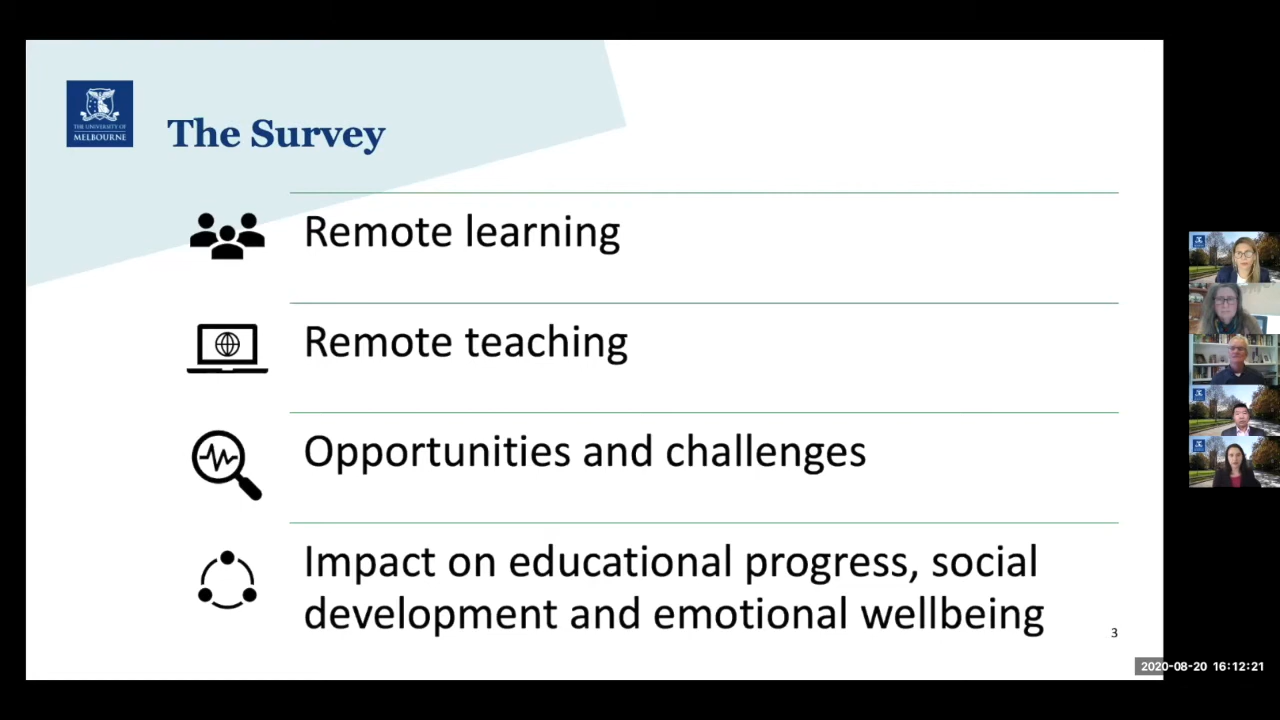 THE UNIVERSITY OF
MELBOURNE
The Survey
Remote learning
Remote teaching
Opportunities and challenges
Impact on educational progress, social
development and emotional wellbeing
3
2020-08-20 16:12:21